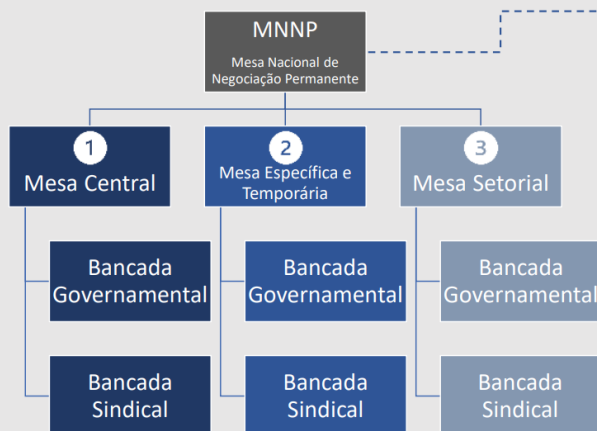 MNNP
Mesa Nacional de
Negociação Permanente
1
Mesa Central
2
Mesa Específica e
Temporária
3
Mesa Setorial
Bancada
Governamental
Bancada
Governamental
Bancada
Governamental
Bancada
Sindical
Bancada
Sindical
Bancada
Sindical